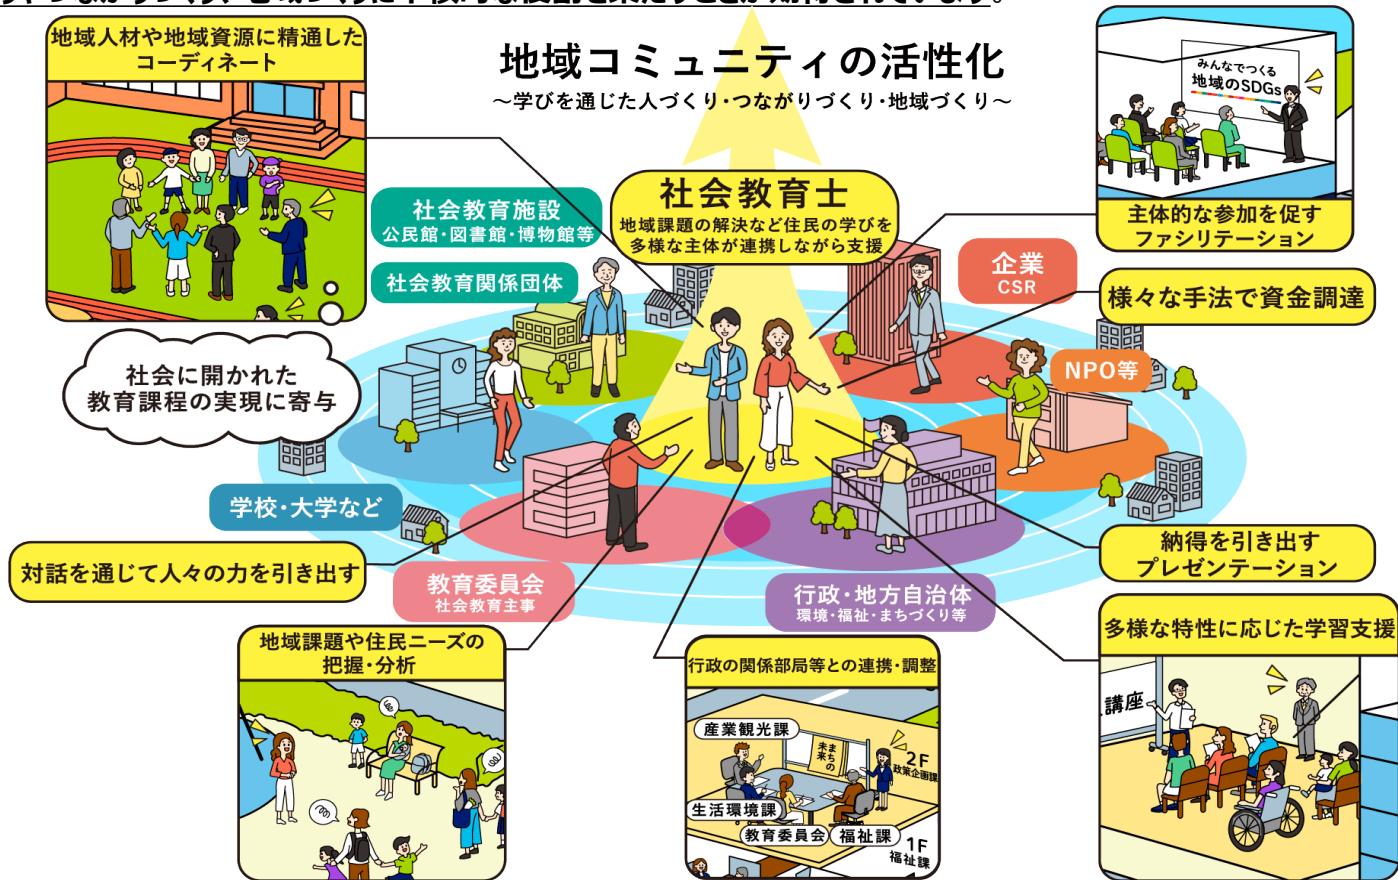 地域コミュニティの活性化
～学びを通じた人づくり・つながりづくり・地域づくり～
地域人材や地域資源に精通した
コーディネート
社会教育施設
公民館・図書館・博物館等
社会教育関係団体
社会教育士
地域課題の解決など住民の学びを
多様な主体が連携しながら支援
みんなでつくる
地域のSDGs
主体的な参加を促す
ファシリテーション
企業
CSR
様々な手法で資金調達
NPO等
社会に開かれた
教育課程の実現に寄与
学校・大学など
対話を通じて人々の力を引き出す
教育委員会
社会教育主事
行政・地方自治体
環境・福祉・まちづくり等
納得を引き出す
プレゼンテーション
地域課題や住民ニーズの
把握・分析
行政の関係部局等との連携・調整
産業観光課
まちの
未来
2F
政策企画課
生活環境課
教育委員会
福祉課
1F
福祉課
多様な特性に応じた学習支援
講座